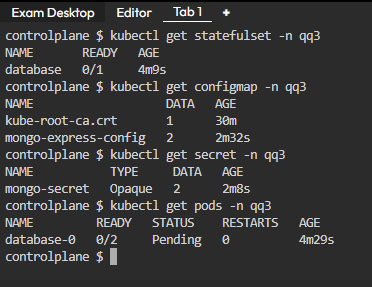 Exam Desktop Editor Tab 1 +
controlplane $ kubectl get statefulset -n qq3
NAME READY AGE
database 0/1 4m9s
controlplane $ kubectl get configmap -n qq3
NAME DATA AGE
kube-root-ca.crt 1 30m
mongo-express-config 2 2m32s
controlplane $ kubectl get secret -n qq3
NAME TYPE DATA AGE
mongo-secret Opaque 2 2m8s
controlplane $ kubectl get pods -n qq3
NAME READY STATUS RESTARTS AGE
database-0 0/2 Pending 0 4m29s
controlplane $